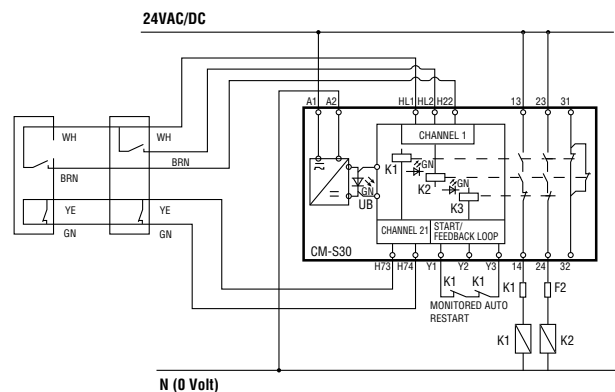 24VAC/DC
A1 A2 HL1 HL2 H22 13 23 31
WH WH
BRN
BRN
YE YE
GN GN
CHANNEL 1
K1 GN
K2 GN
K3
GN
UB
CHANNEL 21 START/
FEEDBACK LOOP
CM-S30
H73 H74 Y1 Y2 Y3 14 24 32
K1 K1
MONITORED AUTO
RESTART
K1 F2
K1 K2
N (0 Volt)